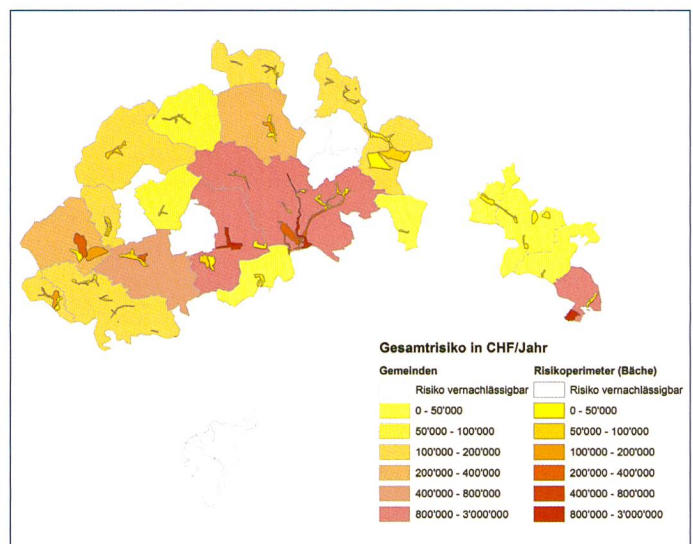 Gesamtrisiko in CHF/Jahr
Gemeinden
Risiko vernachlässigbar
0 - 50'000
50'000 - 100'000
100'000 - 200'000
200'000 - 400'000
400'000 - 800'000
800'000 - 3'000'000
Risikoperimeter (Bäche)
Risiko vernachlässigbar
0 - 50'000
50'000 - 100'000
100'000 - 200'000
200'000 - 400'000
400'000 - 800'000
800'000 - 3'000'000